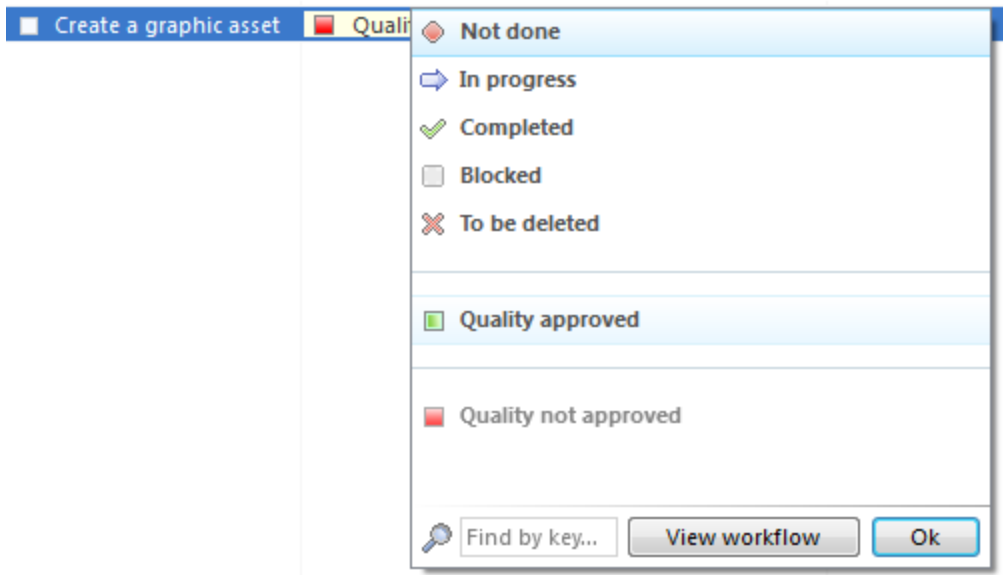 Create a graphic asset
Not done
In progress
Completed
Blocked
To be deleted
Quality approved
Quality not approved
Find by key...
View workflow
Ok